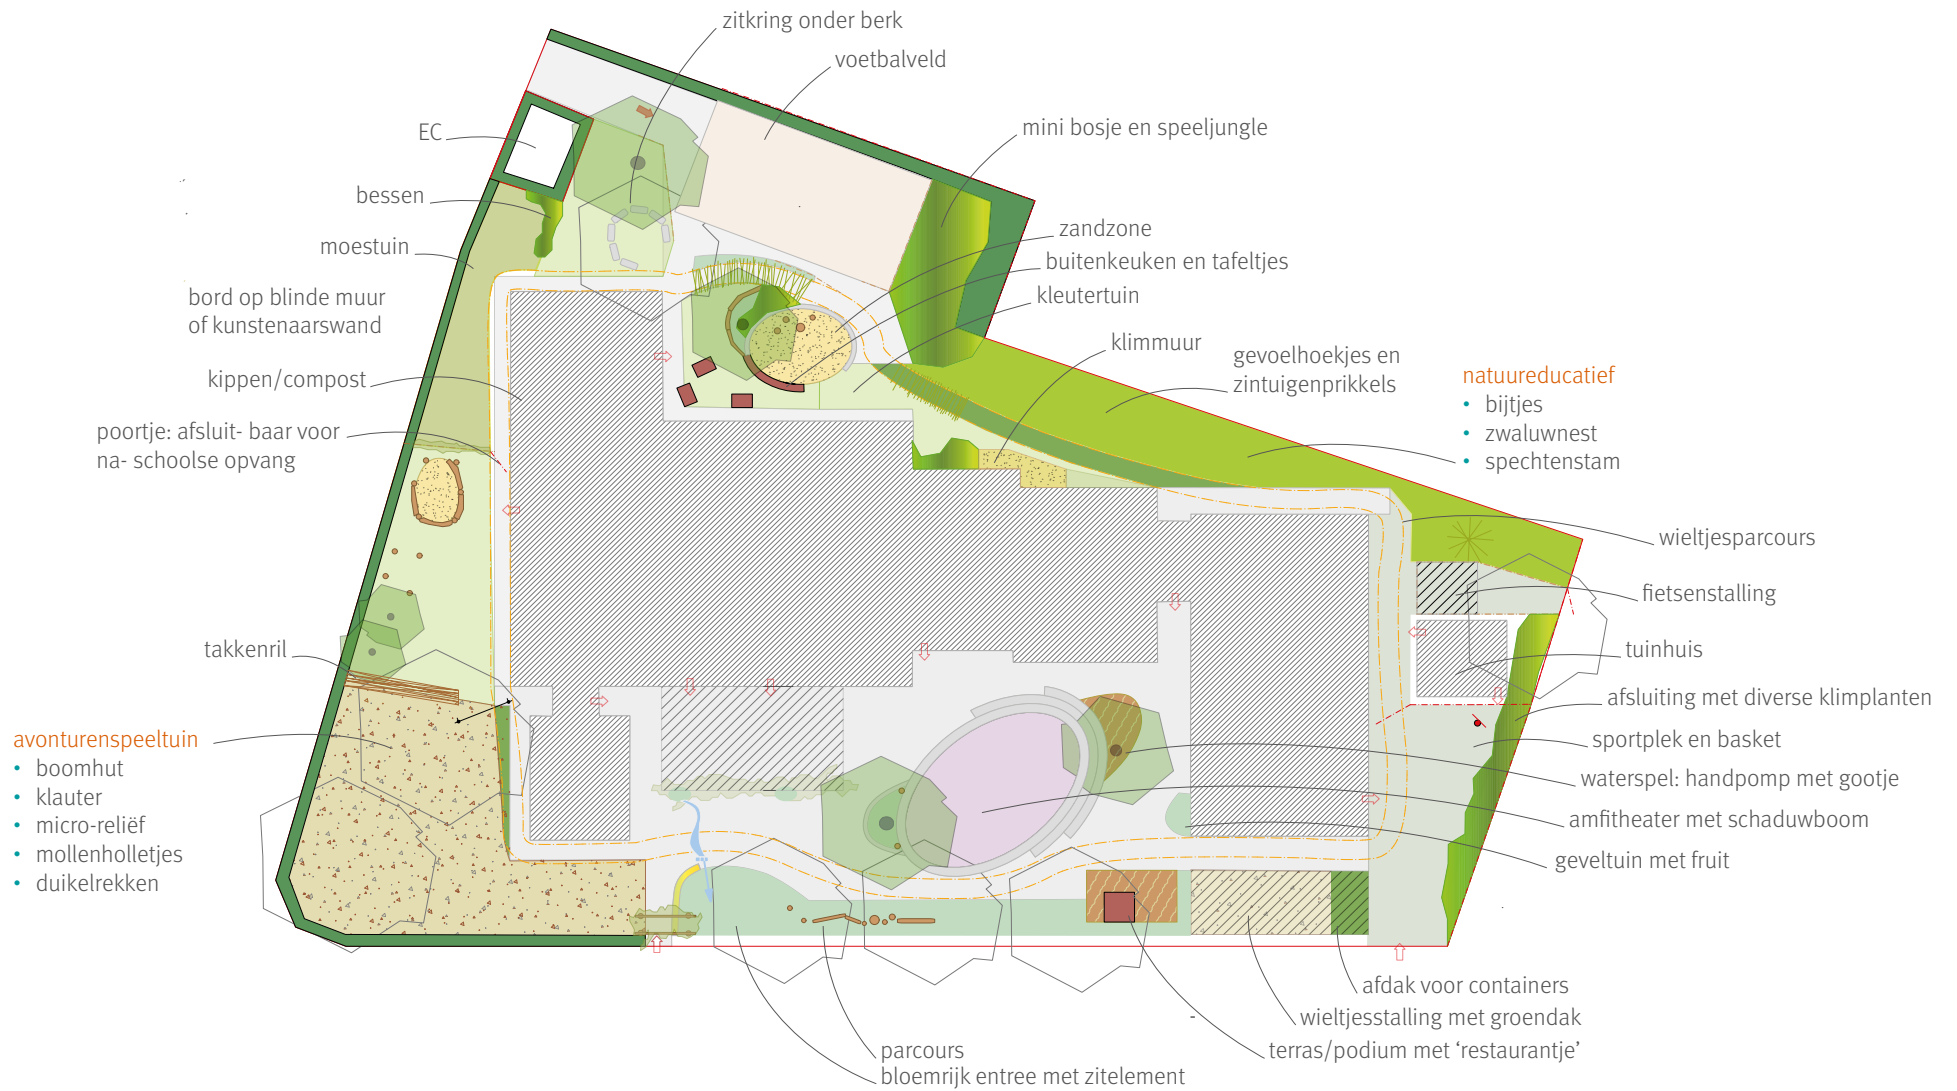 zitkring onder berk
voetbalveld
EC
mini bosje en speeljungle
bessen
moestuin
zandzone
buitenkeuken en tafeltjes
kleutertuin
bord op blinde muur
of kunstenaarswand
klimmuur
gevoelhoekjes en
zintuigenprikkels
kippen/compost
natuureducatief
• bijtjes
• zwaluwnest
• spechtenstam
poortje: afsluit- baar voor
na- schoolse opvang
wieltjesparcours
fietsenstalling
takkenril
tuinhuis
afsluiting met diverse klimplanten
sportplek en basket
waterspel: handpomp met gootje
amfitheater met schaduwboom
geveltuin met fruit
avonturenspeeltuin
• boomhut
• klauter
• micro-reliëf
• mollenholletjes
• duikelrekken
afdak voor containers
wieltjesstalling met groendak
terras/podium met ‘restaurantje’
parcours
bloemrijk entree met zitelement